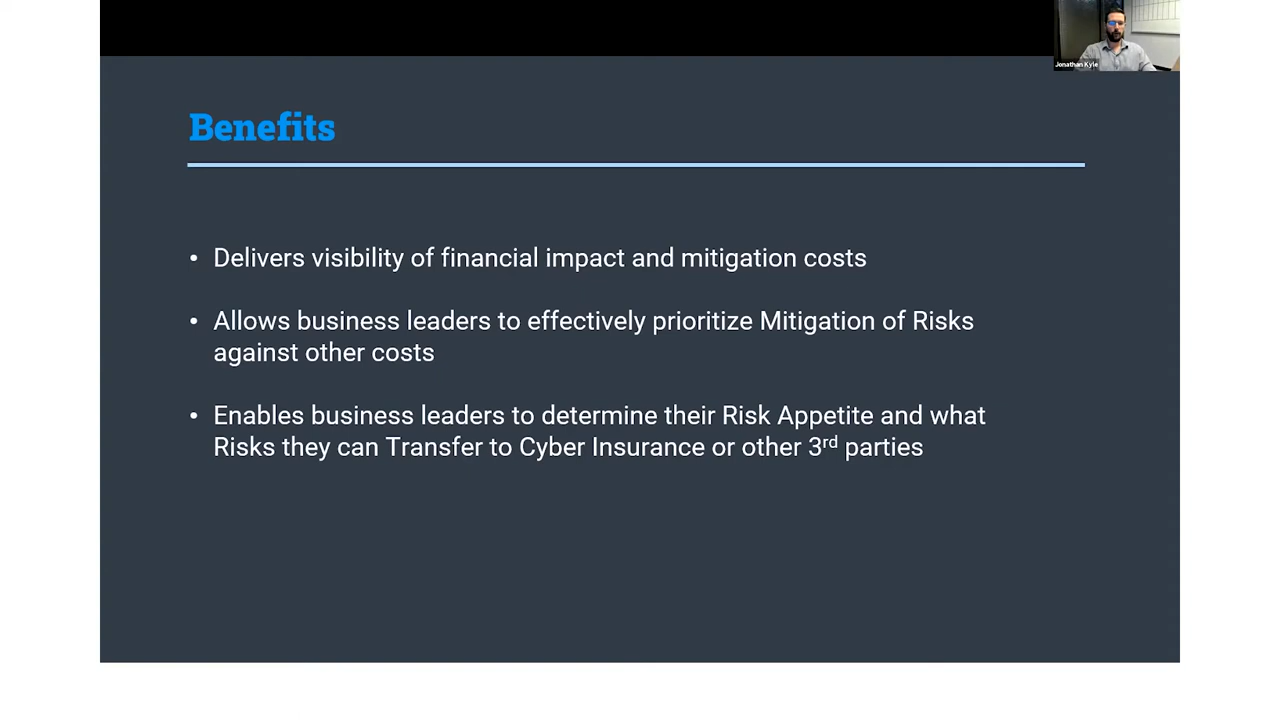 Jonathan Kyle
Benefits
• Delivers visibility of financial impact and mitigation costs
• Allows business leaders to effectively prioritize Mitigation of Risks
against other costs
• Enables business leaders to determine their Risk Appetite and what
Risks they can Transfer to Cyber Insurance or other 3rd parties